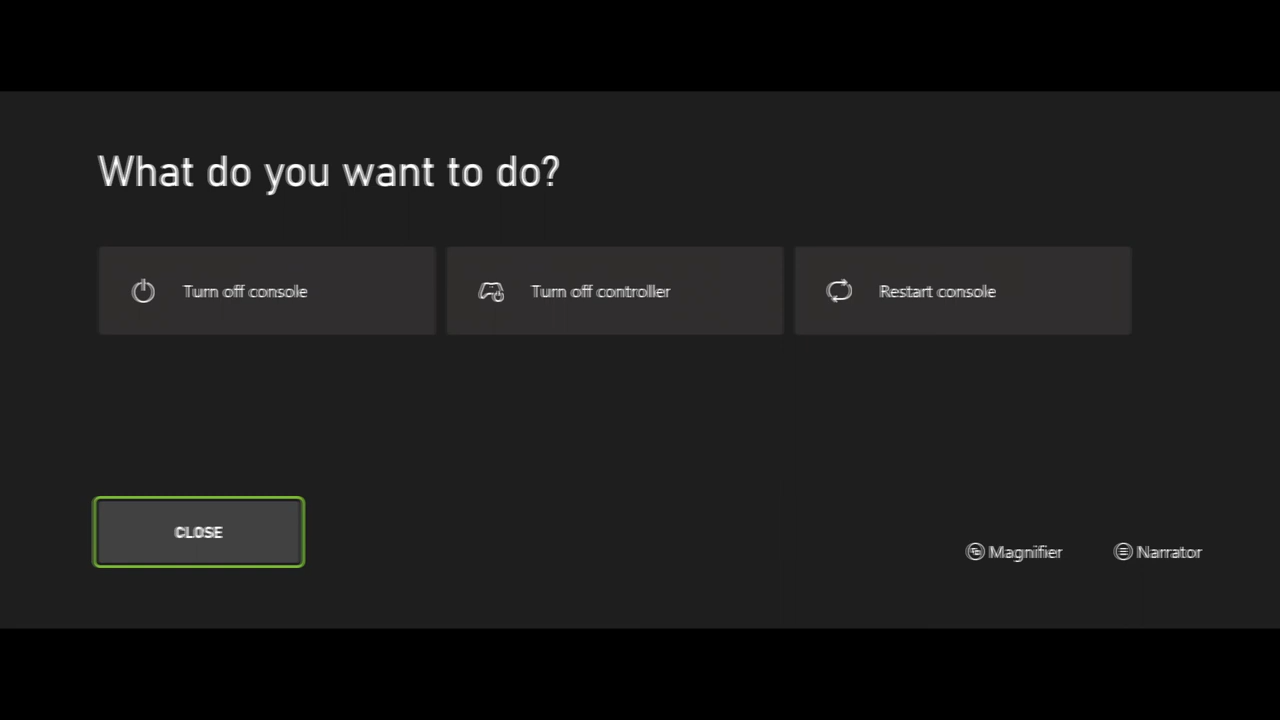 What do you want to do?
Turn off console
Turn off controller
Restart console
CLOSE
Magnifier
Narrator